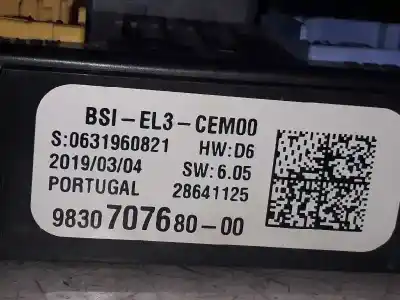 BSI-EL3-CEM00
S:0631960821 HW:D6
2019/03/04 SW:6.05
PORTUGAL 28641125
9830707680-00